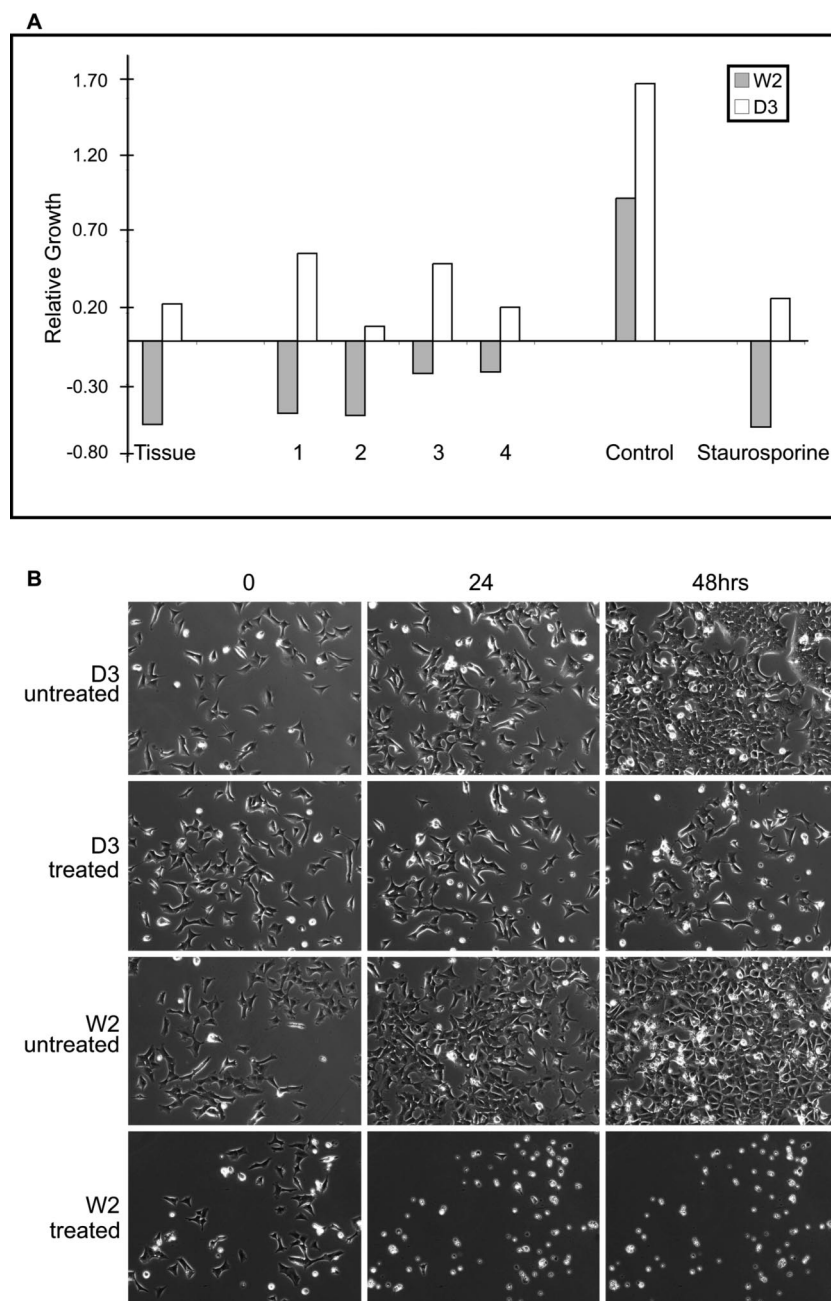 A
1.70
1.20
0.70
0.20
-0.30
-0.80
Relative Growth
W2
D3
Tissue 1 2 3 4 Control Staurosporine
B
0 24 48hrs
D3
untreated
D3
treated
W2
untreated
W2
treated